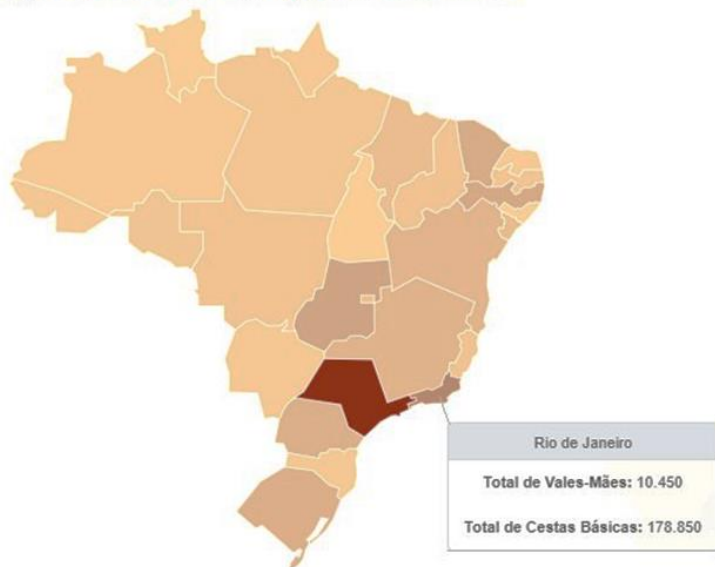 Rio de Janeiro
Total de Vales-Mães: 10.450
Total de Cestas Básicas: 178.850